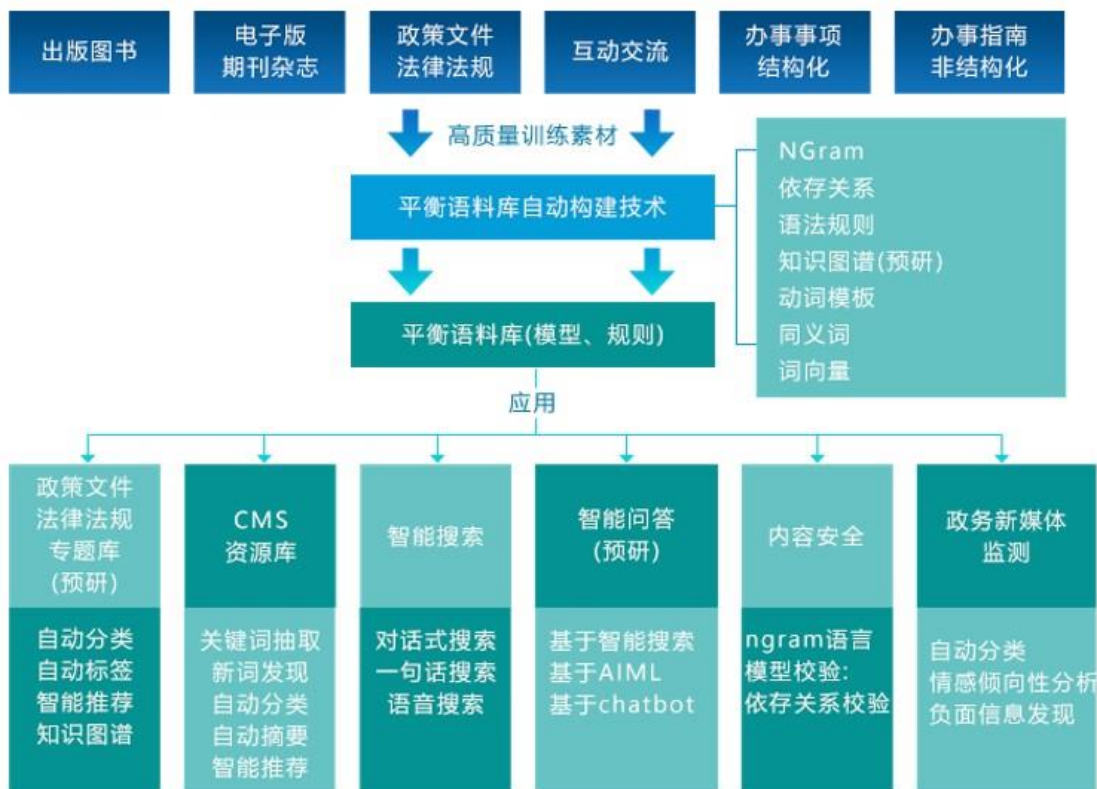 出版图书
电子版
期刊杂志
政策文件
法律法规
互动交流
办事事项
结构化
办事指南
非结构化
高质量训练素材
平衡语料库自动构建技术
NGram
依存关系
语法规则
知识图谱(预研)
动词模板
同义词
词向量
平衡语料库(模型、规则)
应用
政策文件
法律法规
专题库
(预研)
自动分类
自动标签
智能推荐
知识图谱
CMS
资源库
关键词抽取
新词发现
自动分类
自动摘要
智能推荐
智能搜索
对话式搜索
一句话搜索
语音搜索
智能问答
(预研)
基于智能搜索
基于AIML
基于chatbot
内容安全
ngram语言
模型校验:
依存关系校验
政务新媒体
监测
自动分类
情感倾向性分析
负面信息发现